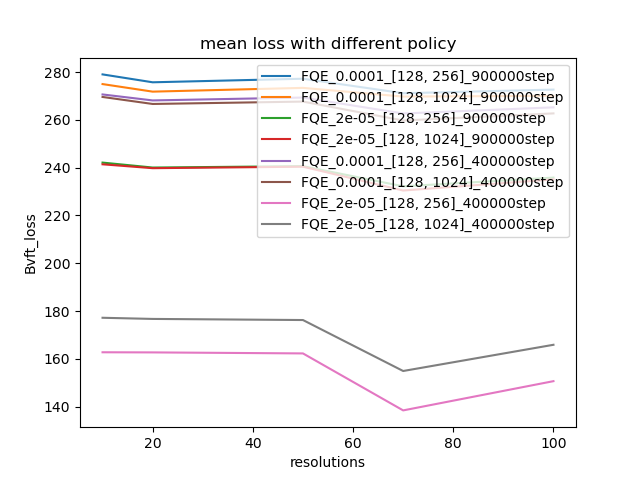 mean loss with different policy
280
260
240
220
200
180
160
140
Bvft_loss
FQE_0.0001_[128, 256]_900000step
FQE_0.0001_[128, 1024]_900000step
FQE_2e-05_[128, 256]_900000step
FQE_2e-05_[128, 1024]_900000step
FQE_0.0001_[128, 256]_400000step
FQE_0.0001_[128, 1024]_400000step
FQE_2e-05_[128, 256]_400000step
FQE_2e-05_[128, 1024]_400000step
20 40 60 80 100
resolutions